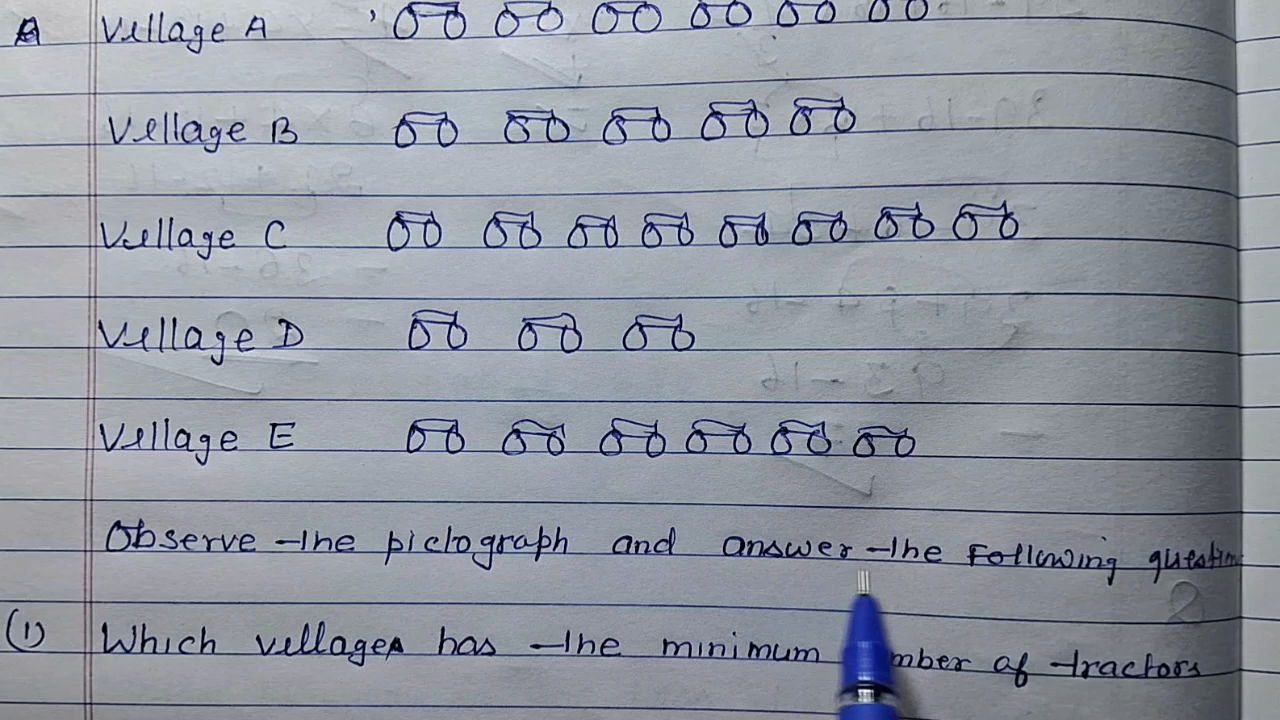 A Village A
Village B
Village C
Village D
Village E
Observe the pictograph and answer the Following
(1) Which village has the minimum of tractors